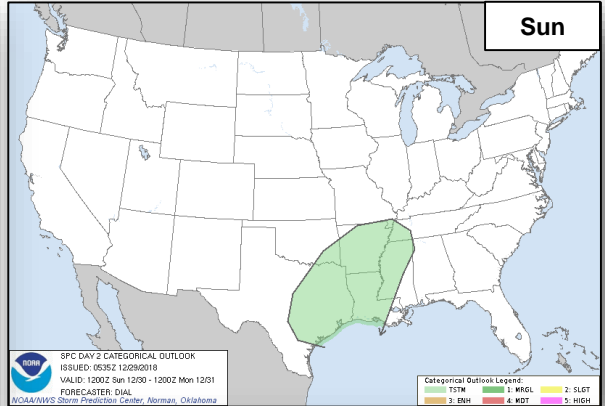 Sun
NOAA
SPC DAY 2 CATEGORICAL OUTLOOK
ISSUED: 0535Z 12/29/2018
VALID: 1200Z Sun 12/30 - 1200Z Mon 12/31
FORECASTER: DIAL
NOAA/NWS Storm Prediction Center, Norman, Oklahoma
Categorical Outlook Legend:
TSTM 1: MRGL 2: SLGT
3: ENH 4: MDT 5: HIGH